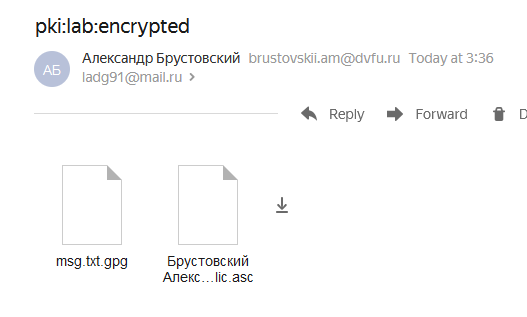 pki:lab:encrypted
АБ
Александр Брустовский brustovskii.am@dvfu.ru Today at 3:36
ladg91@mail.ru
Reply Forward D
msg.txt.gpg
Брустовский
Алекс...lic.asc